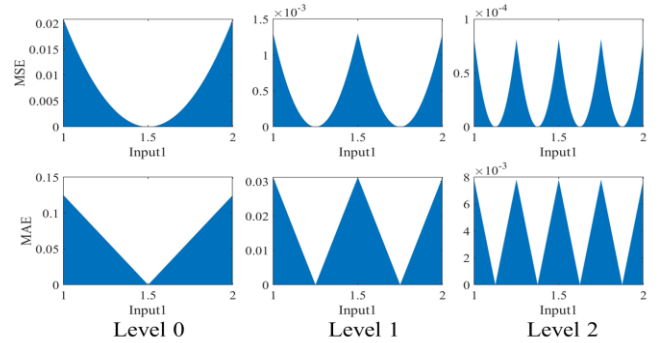 ×10⁻³ ×10⁻⁴
0.02 1.5 1
0.015
MSE 0.01 1 0.5
0.005 0.5
0 0 0
1 1.5 2 1 1.5 2 1 1.5 2
Input1 Input1 Input1
×10⁻³
0.15 0.03 8
0.1 0.02 6
MAE 4
0.05 0.01 2
0 0 0
1 1.5 2 1 1.5 2 1 1.5 2
Input1 Input1 Input1
Level 0 Level 1 Level 2